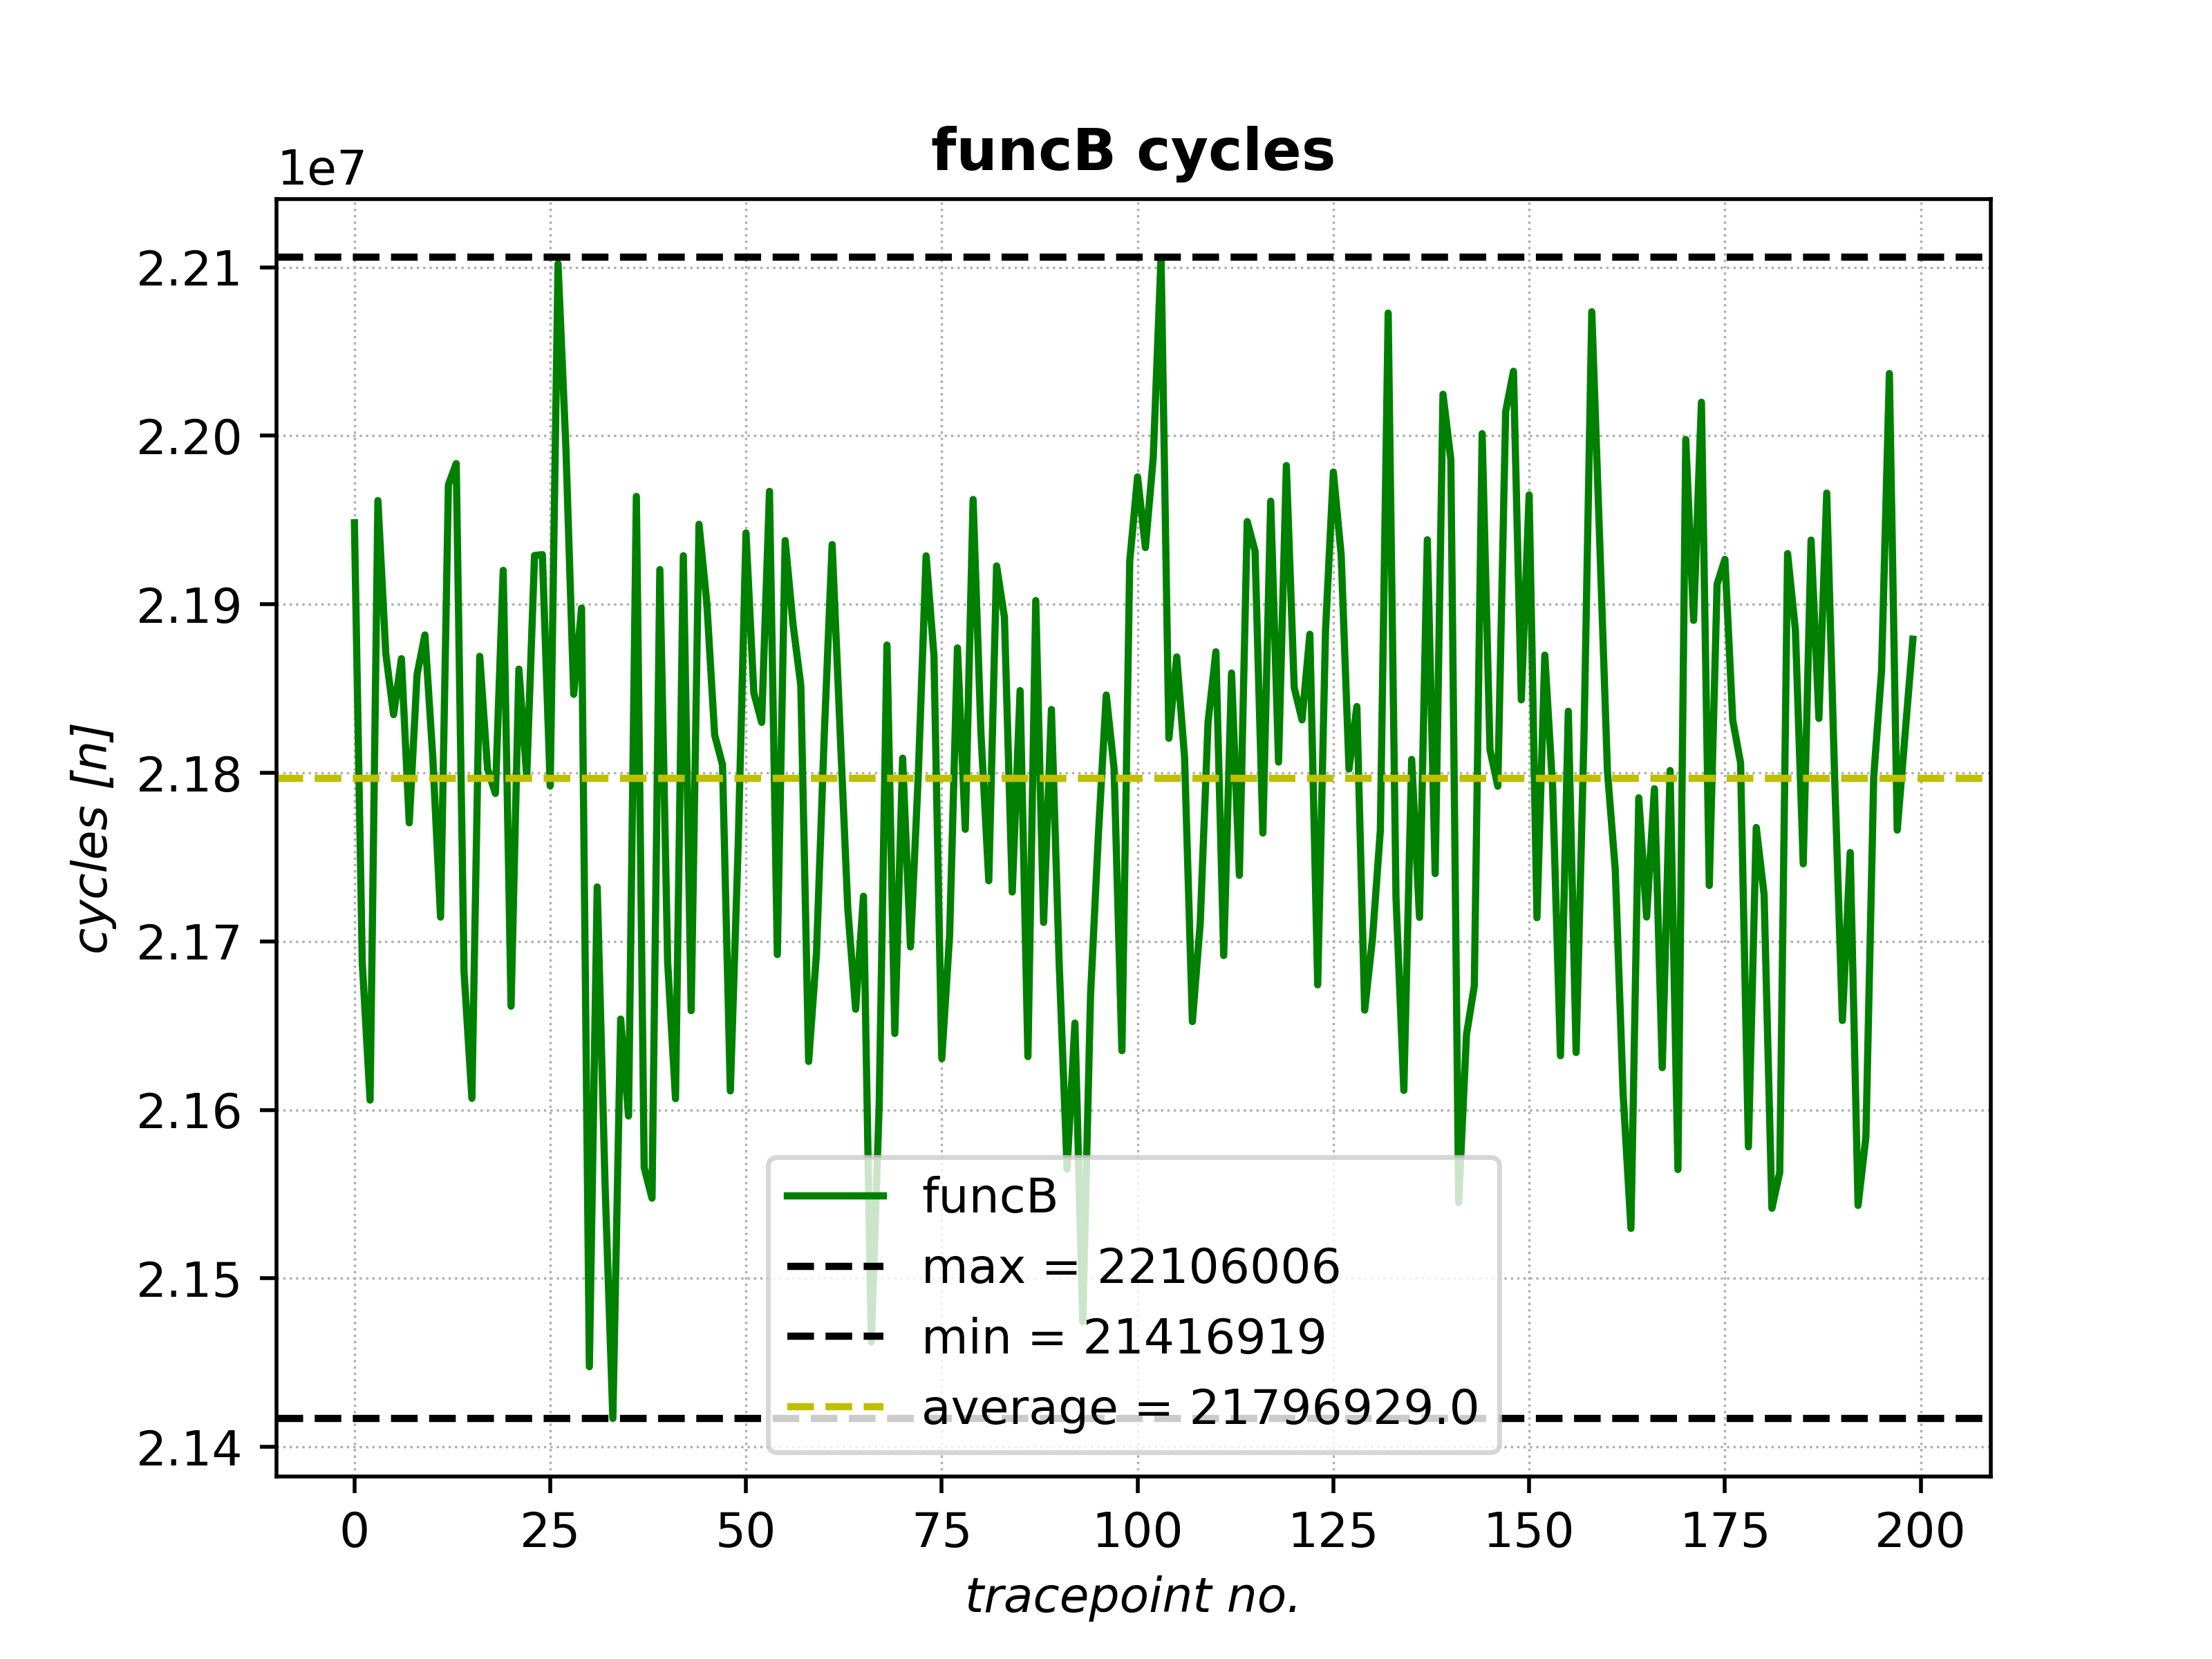 funcB cycles
1e7
2.21
2.20
2.19
2.18
2.17
2.16
2.15
2.14
cycles [n]
funcB
max = 22106006
min = 21416919
average = 21796929.0
0 25 50 75 100 125 150 175 200
tracepoint no.